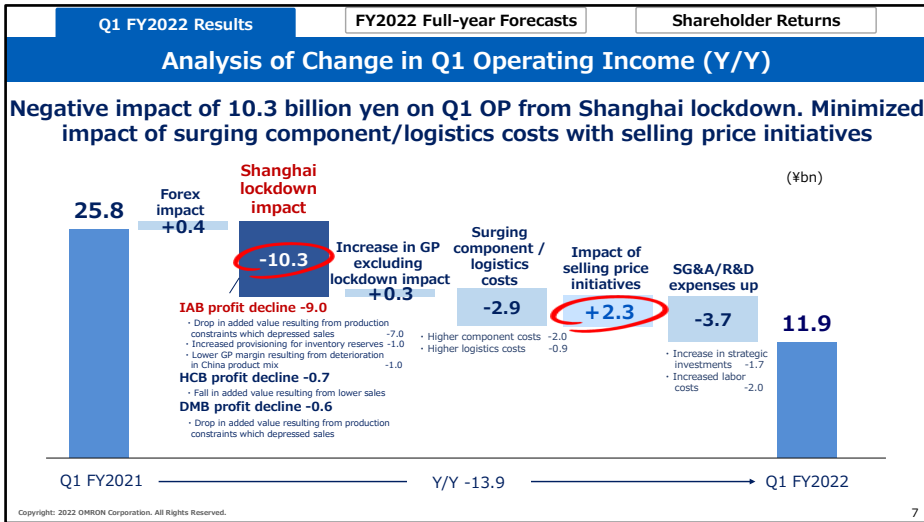 Q1 FY2022 Results
FY2022 Full-year Forecasts
Shareholder Returns
Analysis of Change in Q1 Operating Income (Y/Y)
Negative impact of 10.3 billion yen on Q1 OP from Shanghai lockdown. Minimized
impact of surging component/logistics costs with selling price initiatives
(¥bn)
25.8
Forex
impact
+0.4
Shanghai
lockdown
impact
-10.3
IAB profit decline -9.0
・Drop in added value resulting from production
constraints which depressed sales -7.0
・Increased provisioning for inventory reserves -1.0
・Lower GP margin resulting from deterioration
in China product mix -1.0
HCB profit decline -0.7
・Fall in added value resulting from lower sales
DMB profit decline -0.6
・Drop in added value resulting from production
constraints which depressed sales
Increase in GP
excluding
lockdown impact
+0.3
Surging
component /
logistics
costs
-2.9
・Higher component costs -2.0
・Higher logistics costs -0.9
Impact of
selling price
initiatives
+2.3
SG&A/R&D
expenses up
-3.7
・Increase in strategic
investments -1.7
・Increased labor
costs -2.0
11.9
Q1 FY2021
Y/Y -13.9
Q1 FY2022
Copyright: 2022 OMRON Corporation. All Rights Reserved.
7